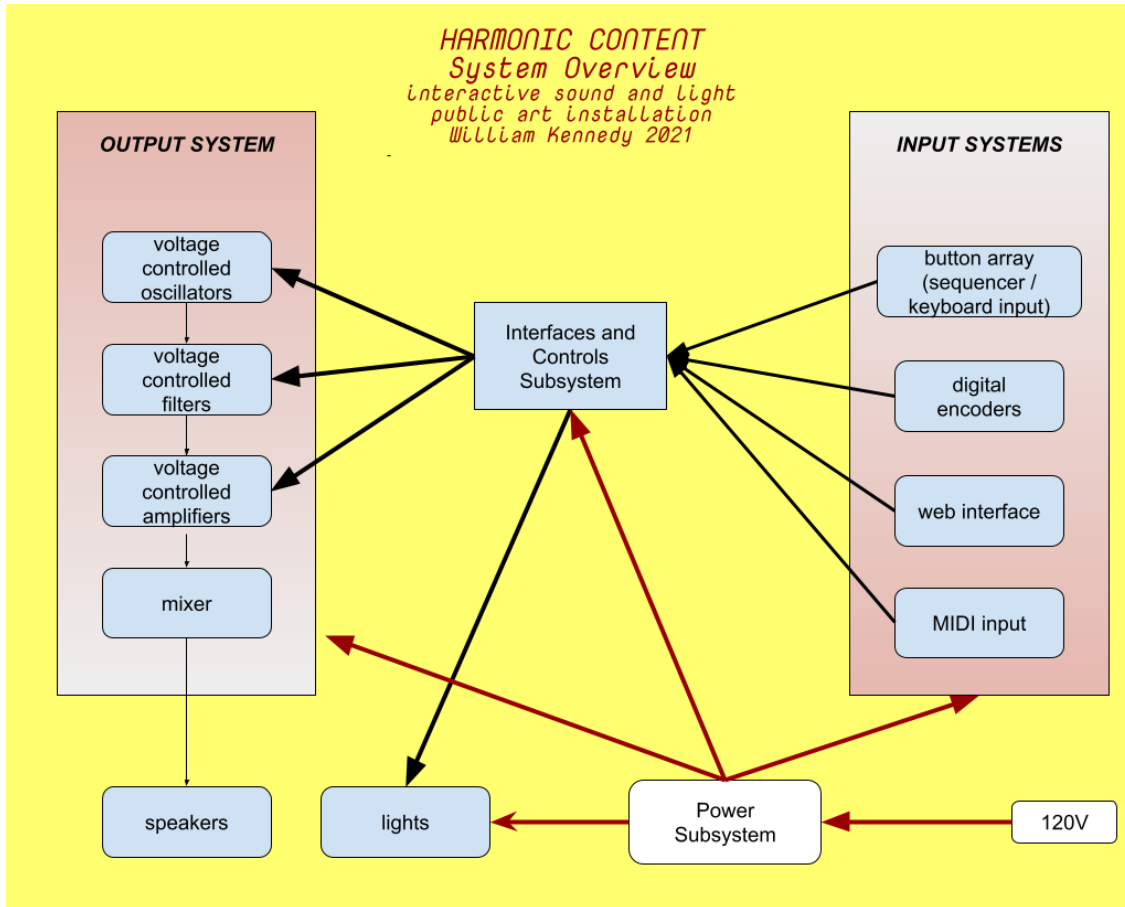 HARMONIC CONTENT
System Overview
interactive sound and light
public art installation
William Kennedy 2021
-
OUTPUT SYSTEM
voltage
controlled
oscillators
voltage
controlled
filters
voltage
controlled
amplifiers
mixer
speakers
Interfaces and
Controls
Subsystem
lights
INPUT SYSTEMS
button array
(sequencer /
keyboard input)
digital
encoders
web interface
MIDI input
Power
Subsystem
120V